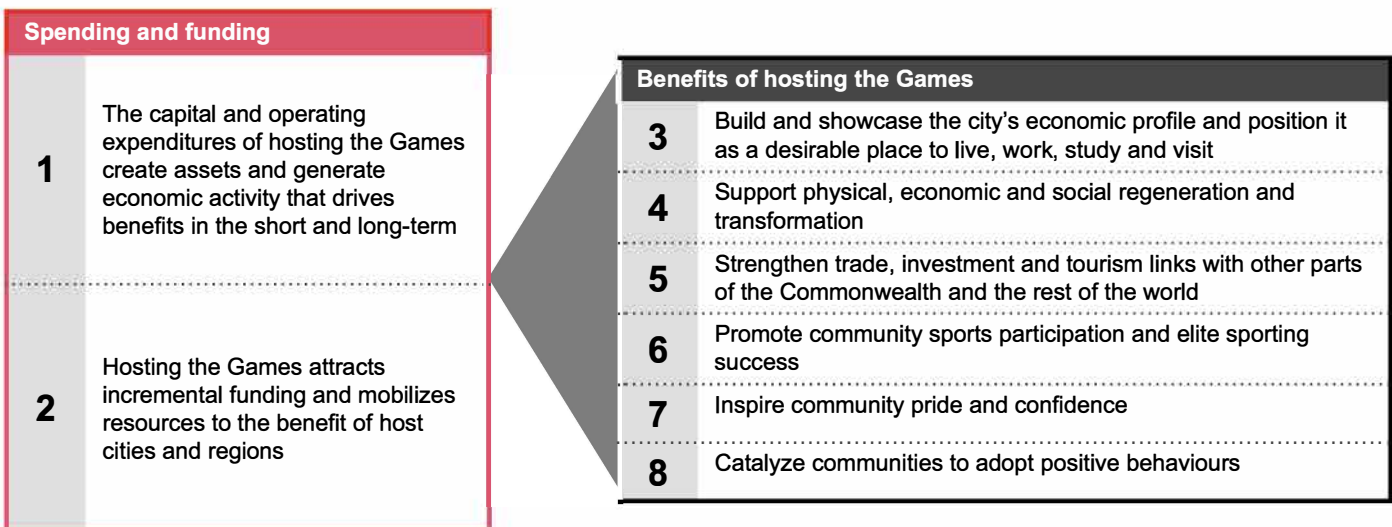 Spending and funding
1
The capital and operating
expenditures of hosting the Games
create assets and generate
economic activity that drives
benefits in the short and long-term
2
Hosting the Games attracts
incremental funding and mobilizes
resources to the benefit of host
cities and regions
Benefits of hosting the Games
3
Build and showcase the city's economic profile and position it
as a desirable place to live, work, study and visit
4
Support physical, economic and social regeneration and
transformation
5
Strengthen trade, investment and tourism links with other parts
of the Commonwealth and the rest of the world
6
Promote community sports participation and elite sporting
success
7
Inspire community pride and confidence
8
Catalyze communities to adopt positive behaviours